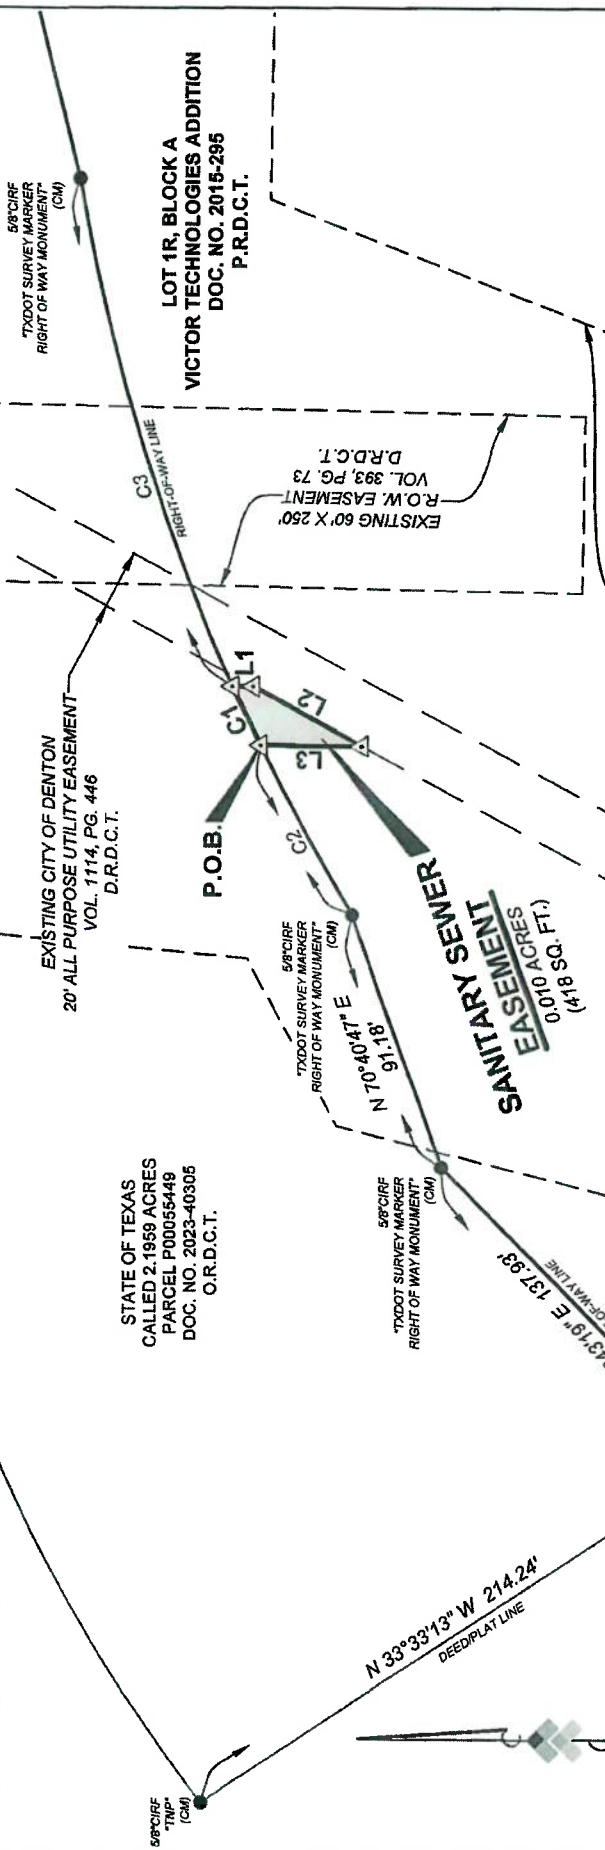 5/8"CIRF
"TXDOT SURVEY MARKER
RIGHT OF WAY MONUMENT"
(CM)
LOT 1R, BLOCK A
VICTOR TECHNOLOGIES ADDITION
DOC. NO. 2015-295
P.R.D.C.T.
C3
RIGHT-OF-WAY LINE
EXISTING 60' X 250'
R.O.W. EASEMENT
VOL. 393, PG. 73
D.R.D.C.T.
EXISTING CITY OF DENTON
20' ALL PURPOSE UTILITY EASEMENT
VOL. 1114, PG. 446
D.R.D.C.T.
P.O.B.
C1
L1
L2
L3
C2
5/8"CIRF
"TXDOT SURVEY MARKER
RIGHT OF WAY MONUMENT"
(CM)
N 70°40'47" E
91.18'
SANITARY SEWER
EASEMENT
0.010 ACRES
(418 SQ. FT.)
STATE OF TEXAS
CALLED 2.1959 ACRES
PARCEL P00055449
DOC. NO. 2023-40305
O.R.D.C.T.
5/8"CIRF
"TXDOT SURVEY MARKER
RIGHT OF WAY MONUMENT"
(CM)
43'19" E 137.93'
OF-WAY LINE
N 33°33'13" W 214.24'
DEED/PLAT LINE
5/8"CIRF
"TNP"
(CM)